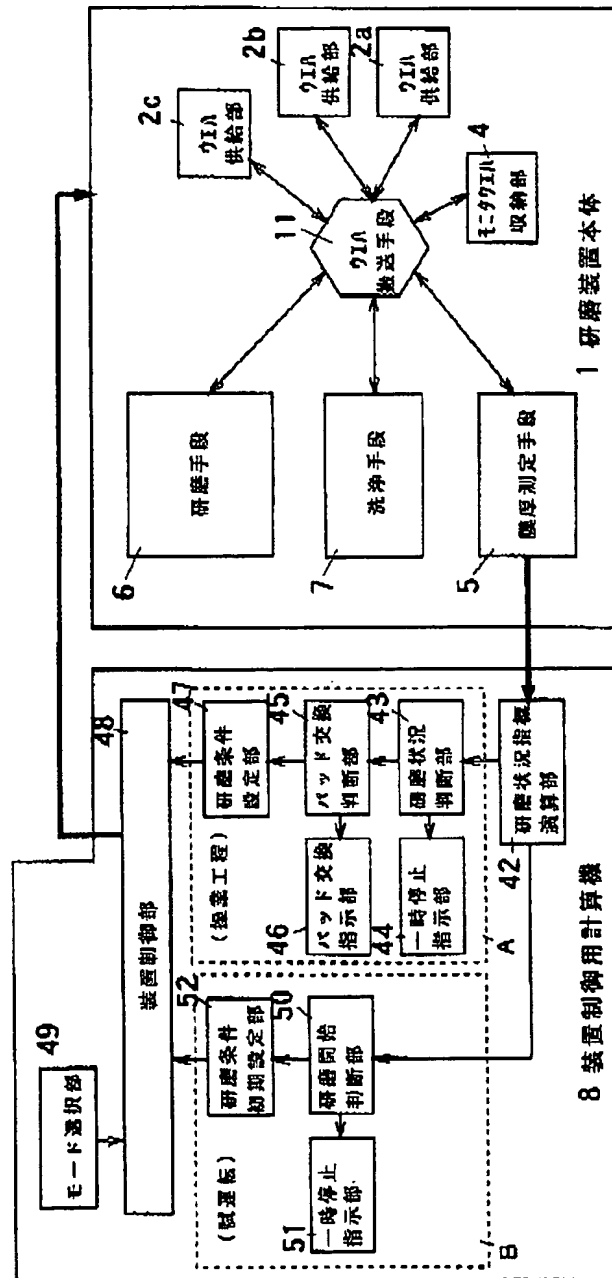 49
モード選択部
48
装置制御部
52
研磨条件
初期設定部
50
研磨開始
判断部
51
一時停止
指示部
(試運転)
B
47
研磨条件
設定部
45
パッド交換
判断部
43
研磨状況
判断部
46
パッド交換
指示部
44
一時停止
指示部
(操業工程)
A
42
研磨状況指標
演算部
8 装置制御用計算機
6
研磨手段
7
洗浄手段
5
膜厚測定手段
11
ウエハ
搬送手段
2c
ウエハ
供給部
2b
ウエハ
供給部
2a
ウエハ
供給部
4
モニタウエハ
収納部
1 研磨装置本体